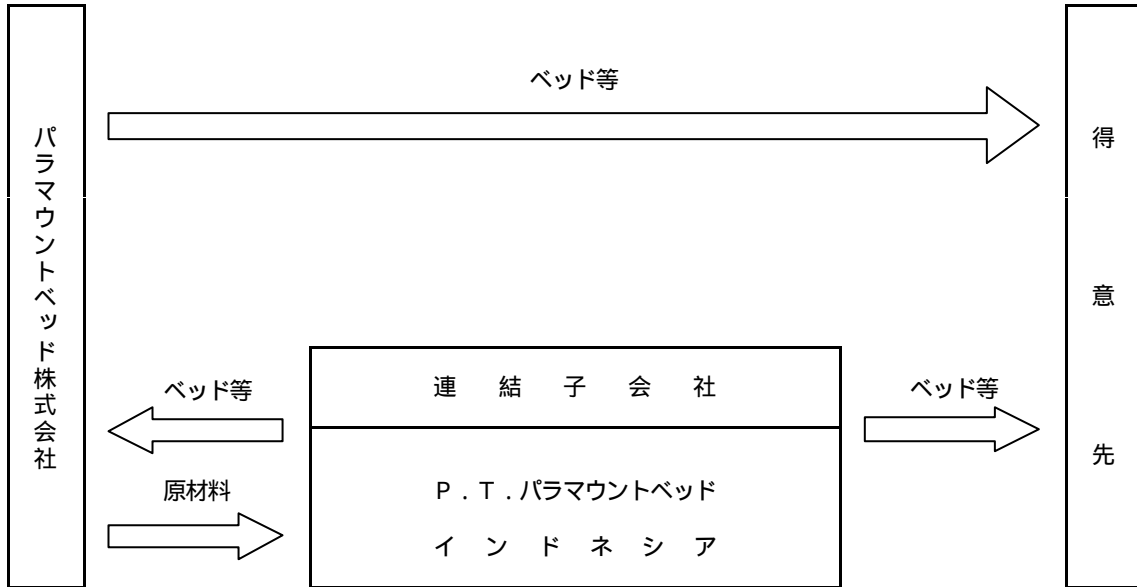 ベッド等
パラマウントベッド株式会社
得意先
連結子会社
ベッド等
ベッド等
原材料
P.T.パラマウントベッド
インドネシア